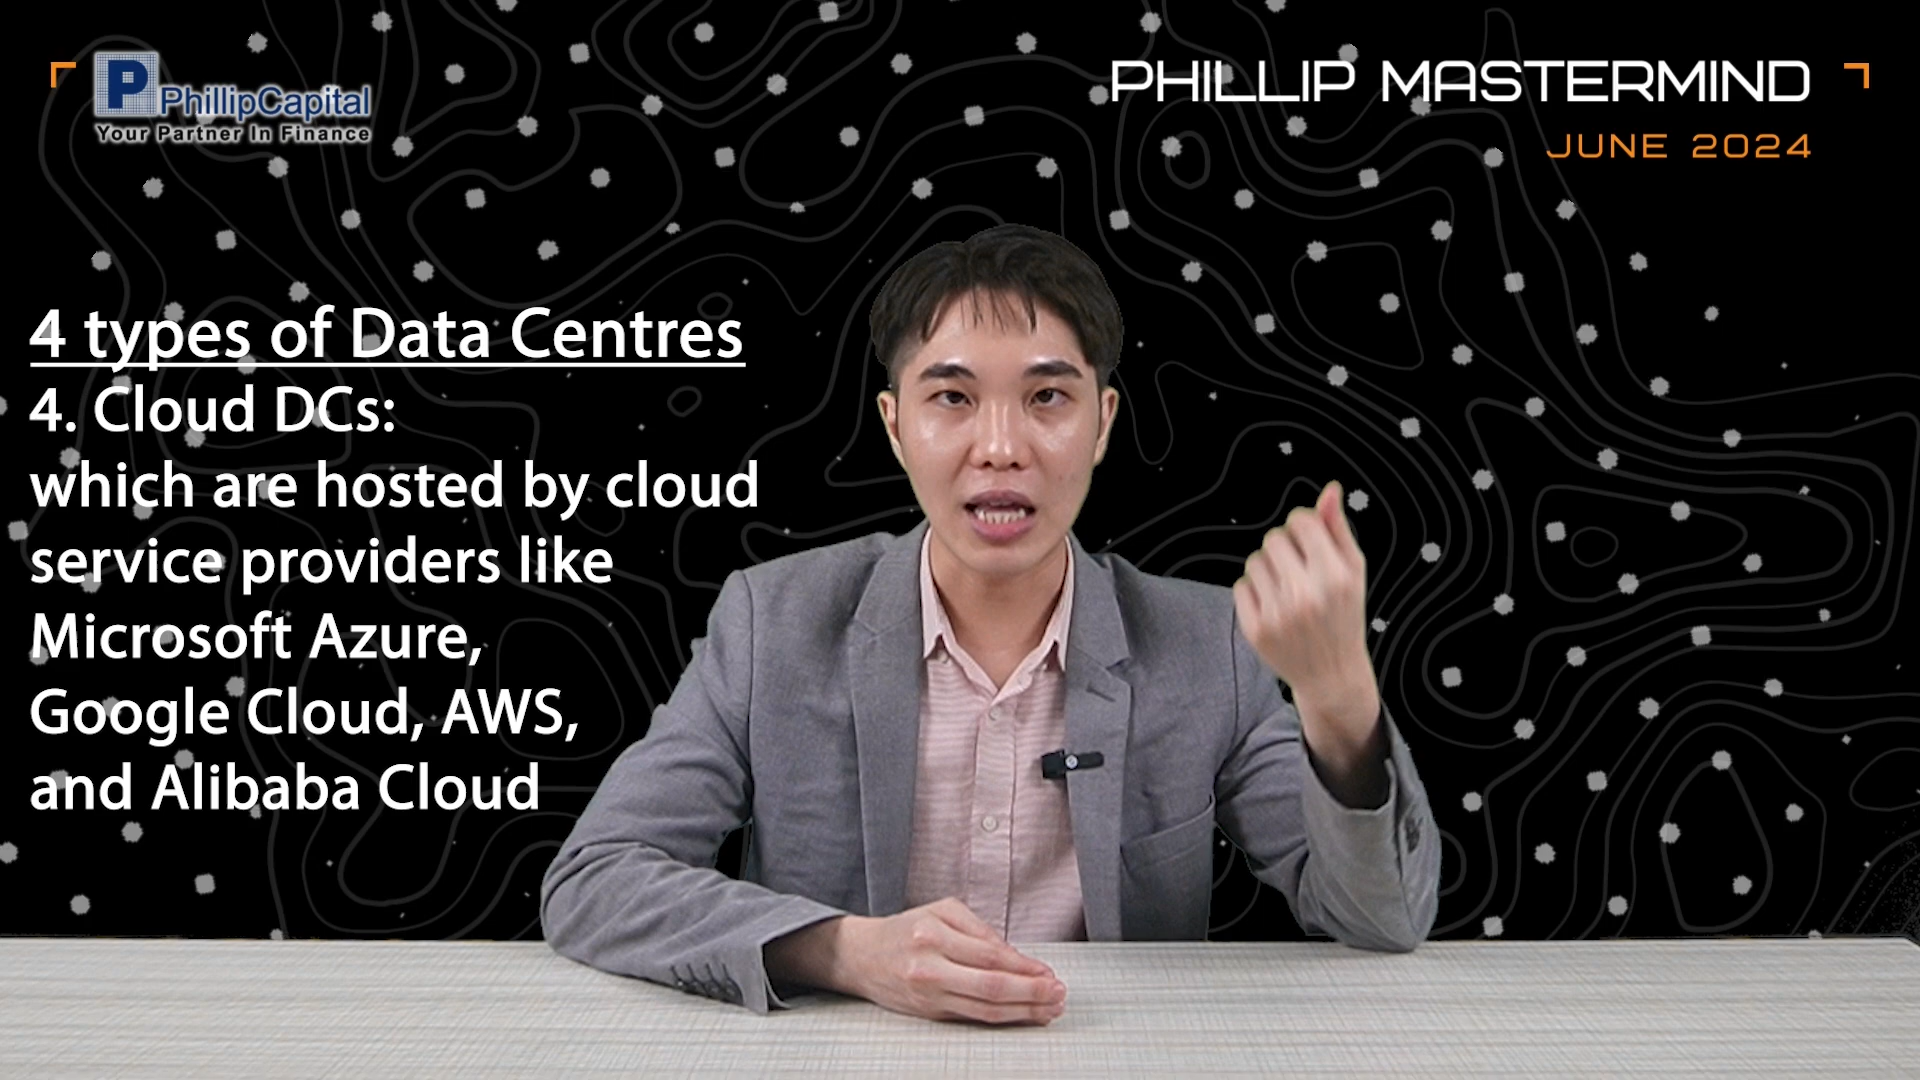 P PhillipCapital
Your Partner In Finance
PHILLIP MASTERMIND
JUNE 2024
4 types of Data Centres
4. Cloud DCs:
which are hosted by cloud
service providers like
Microsoft Azure,
Google Cloud, AWS,
and Alibaba Cloud